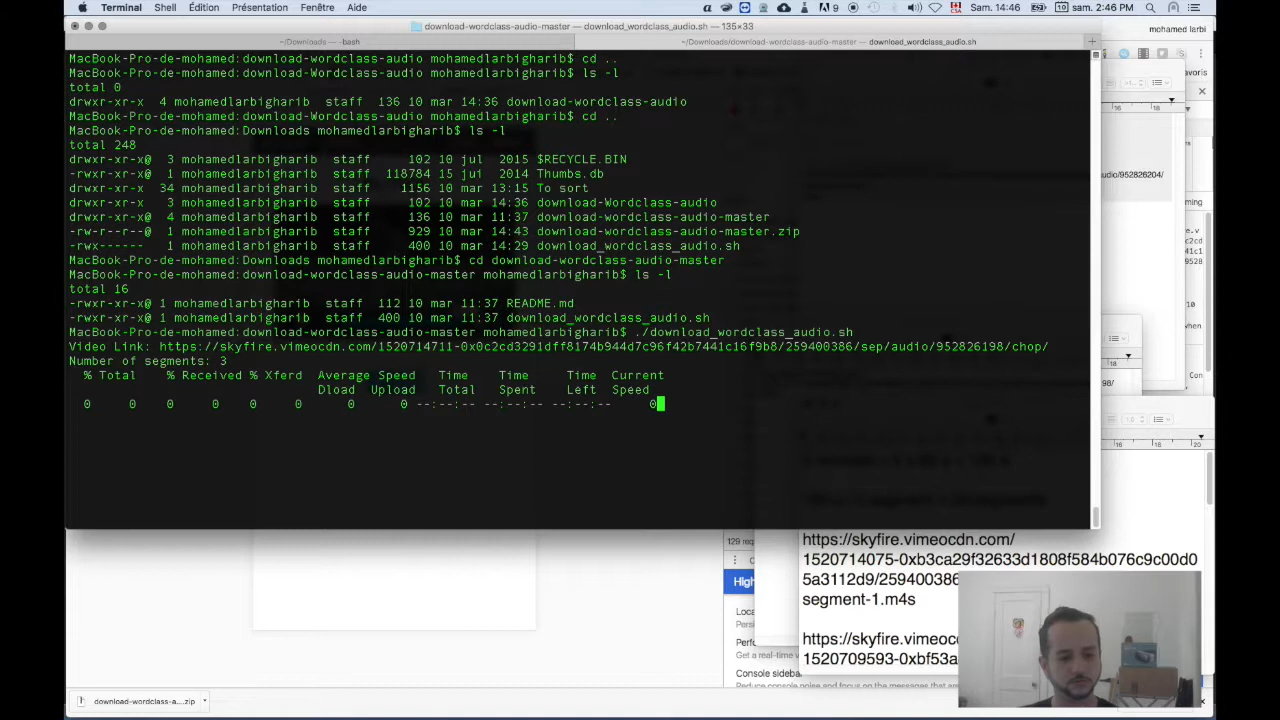 Terminal Shell Édition Présentation Fenêtre Aide
9 Sam. 14:46 10 sam. 2:46 PM
download-wordclass-audio-master — download_wordclass_audio.sh — 135×33
~/Downloads — -bash
~/Downloads/download-wordclass-audio-master — download_wordclass_audio.sh
mohamed larbi
MacBook-Pro-de-mohamed:download-wordclass-audio mohamedlarbigharib$ cd ..
MacBook-Pro-de-mohamed:download-Wordclass-audio mohamedlarbigharib$ ls -l
total 0
drwxr-xr-x 4 mohamedlarbigharib staff 136 10 mar 14:36 download-wordclass-audio
MacBook-Pro-de-mohamed:download-Wordclass-audio mohamedlarbigharib$ cd ..
MacBook-Pro-de-mohamed:Downloads mohamedlarbigharib$ ls -l
total 248
drwxr-xr-x@ 3 mohamedlarbigharib staff 102 10 jul 2015 $RECYCLE.BIN
-rwxr-xr-x@ 1 mohamedlarbigharib staff 118784 15 jui 2014 Thumbs.db
drwxr-xr-x 34 mohamedlarbigharib staff 1156 10 mar 13:15 To sort
drwxr-xr-x 3 mohamedlarbigharib staff 102 10 mar 14:36 download-Wordclass-audio
drwxr-xr-x@ 4 mohamedlarbigharib staff 136 10 mar 11:37 download-wordclass-audio-master
-rw-r--r--@ 1 mohamedlarbigharib staff 929 10 mar 14:43 download-wordclass-audio-master.zip
-rwx------ 1 mohamedlarbigharib staff 400 10 mar 14:29 download_wordclass_audio.sh
MacBook-Pro-de-mohamed:Downloads mohamedlarbigharib$ cd download-wordclass-audio-master
MacBook-Pro-de-mohamed:download-wordclass-audio-master mohamedlarbigharib$ ls -l
total 16
-rwxr-xr-x@ 1 mohamedlarbigharib staff 112 10 mar 11:37 README.md
-rwxr-xr-x@ 1 mohamedlarbigharib staff 400 10 mar 11:37 download_wordclass_audio.sh
MacBook-Pro-de-mohamed:download-wordclass-audio-master mohamedlarbigharib$ ./download_wordclass_audio.sh
Video Link: https://skyfire.vimeocdn.com/1520714711-0x0c2cd3291dff8174b944d7c96f42b7441c16f9b8/259400386/sep/audio/952826198/chop/
Number of segments: 3
% Total % Received % Xferd Average Speed Time Time Time Current
Dload Upload Total Spent Left Speed
0 0 0 0 0 0 0 0 --:--:-- --:--:-- --:--:-- 0
avoris
16 18
audio/952826204/
16 18 20
https://skyfire.vimeocdn.com/
1520714075-0xb3ca29f32633d1808f584b076c9c00d0
5a3112d9/259400386
segment-1.m4s
https://skyfire.vimeoc
1520709593-0xbf53a
129 req
High
Loca
Persis
Perfo
Get a real-time v
Console sidebar
download-wordclass-a....zip